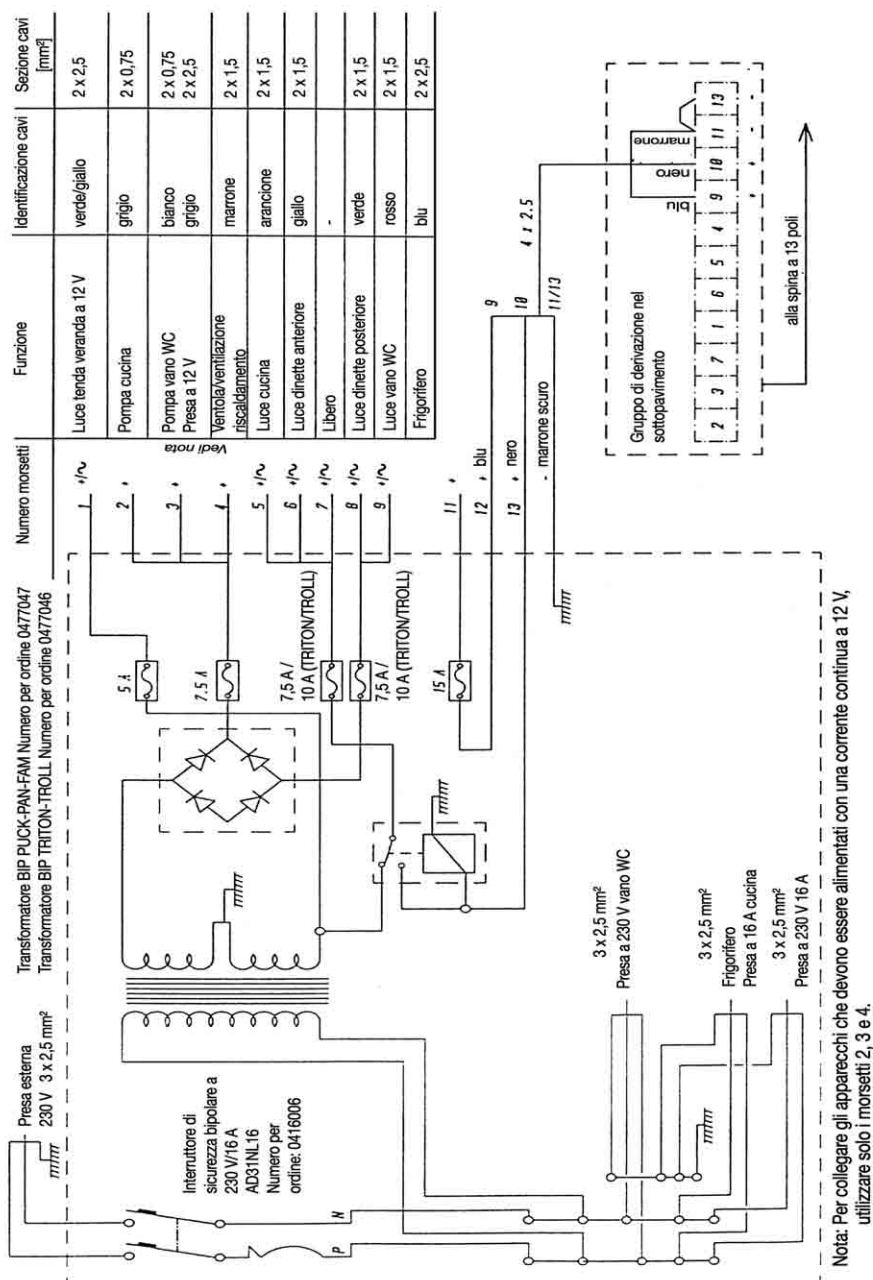 Presa esterna
230 V 3 x 2,5 mm²
Transformatore BIP PUCK-PAN-FAM Numero per ordine 0477047
Transformatore BIP TRITON-TROLL Numero per ordine 0477046
Numero morsetti
Funzione
Identificazione cavi
Sezione cavi
[mm²]
1 +/~
Luce tenda veranda a 12 V
verde/giallo
2 x 2,5
2 +
Pompa cucina
grigio
2 x 0,75
3 +
Pompa vano WC
bianco
2 x 0,75
Presa a 12 V
grigio
2 x 2,5
4 +
Ventola/ventilazione
riscaldamento
marrone
2 x 1,5
Vedi nota
5 +/~
Luce cucina
arancione
2 x 1,5
6 +/~
Luce dinette anteriore
giallo
2 x 1,5
7 +/~
Libero
-
8 +/~
Luce dinette posteriore
verde
2 x 1,5
9 +/~
Luce vano WC
rosso
2 x 1,5
11 +
Frigorifero
blu
2 x 2,5
12 + blu
13 + nero
- marrone scuro
9
10
11/13
4 x 2.5
5 A
7.5 A
7,5 A /
10 A (TRITON/TROLL)
7,5 A /
10 A (TRITON/TROLL)
15 A
Interruttore di
sicurezza bipolare a
230 V/16 A
AD31NL16
Numero per
ordine: 0416006
N
P
3 x 2,5 mm²
Presa a 230 V vano WC
3 x 2,5 mm²
Frigorifero
Presa a 16 A cucina
3 x 2,5 mm²
Presa a 230 V 16 A
Gruppo di derivazione nel
sottopavimento
blu
nero
marrone
2 3 7 1 6 5 4 9 10 11 13
+ + - -
alla spina a 13 poli
Nota: Per collegare gli apparecchi che devono essere alimentati con una corrente continua a 12 V,
utilizzare solo i morsetti 2, 3 e 4.